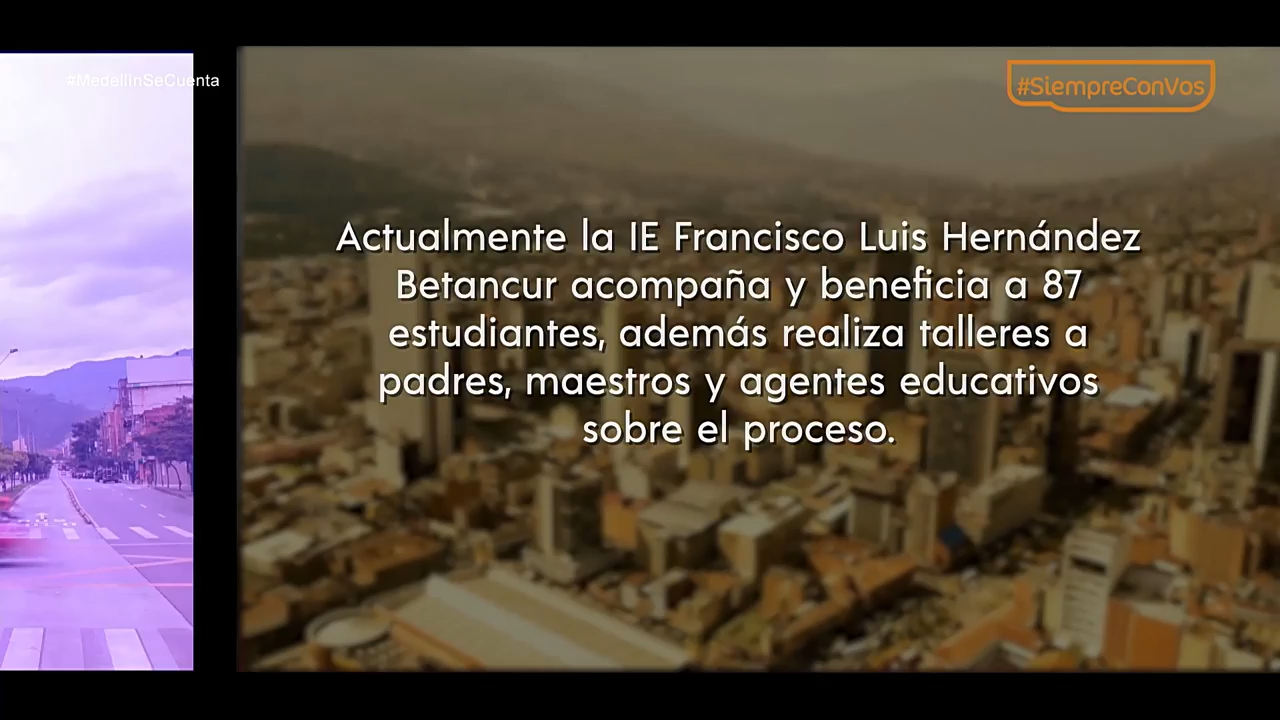 #MedellínSeCuenta
#SiempreConVos
Actualmente la IE Francisco Luis Hernández
Betancur acompaña y beneficia a 87
estudiantes, además realiza talleres a
padres, maestros y agentes educativos
sobre el proceso.